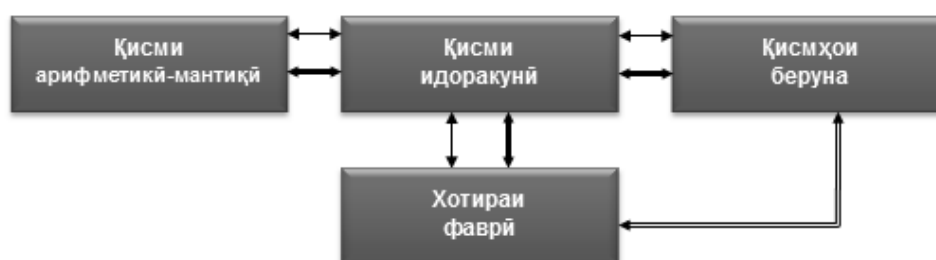 Қисми
арифметикӣ-мантиқӣ
Қисми
идоракунӣ
Қисмҳои
беруна
Хотираи
фаврӣ